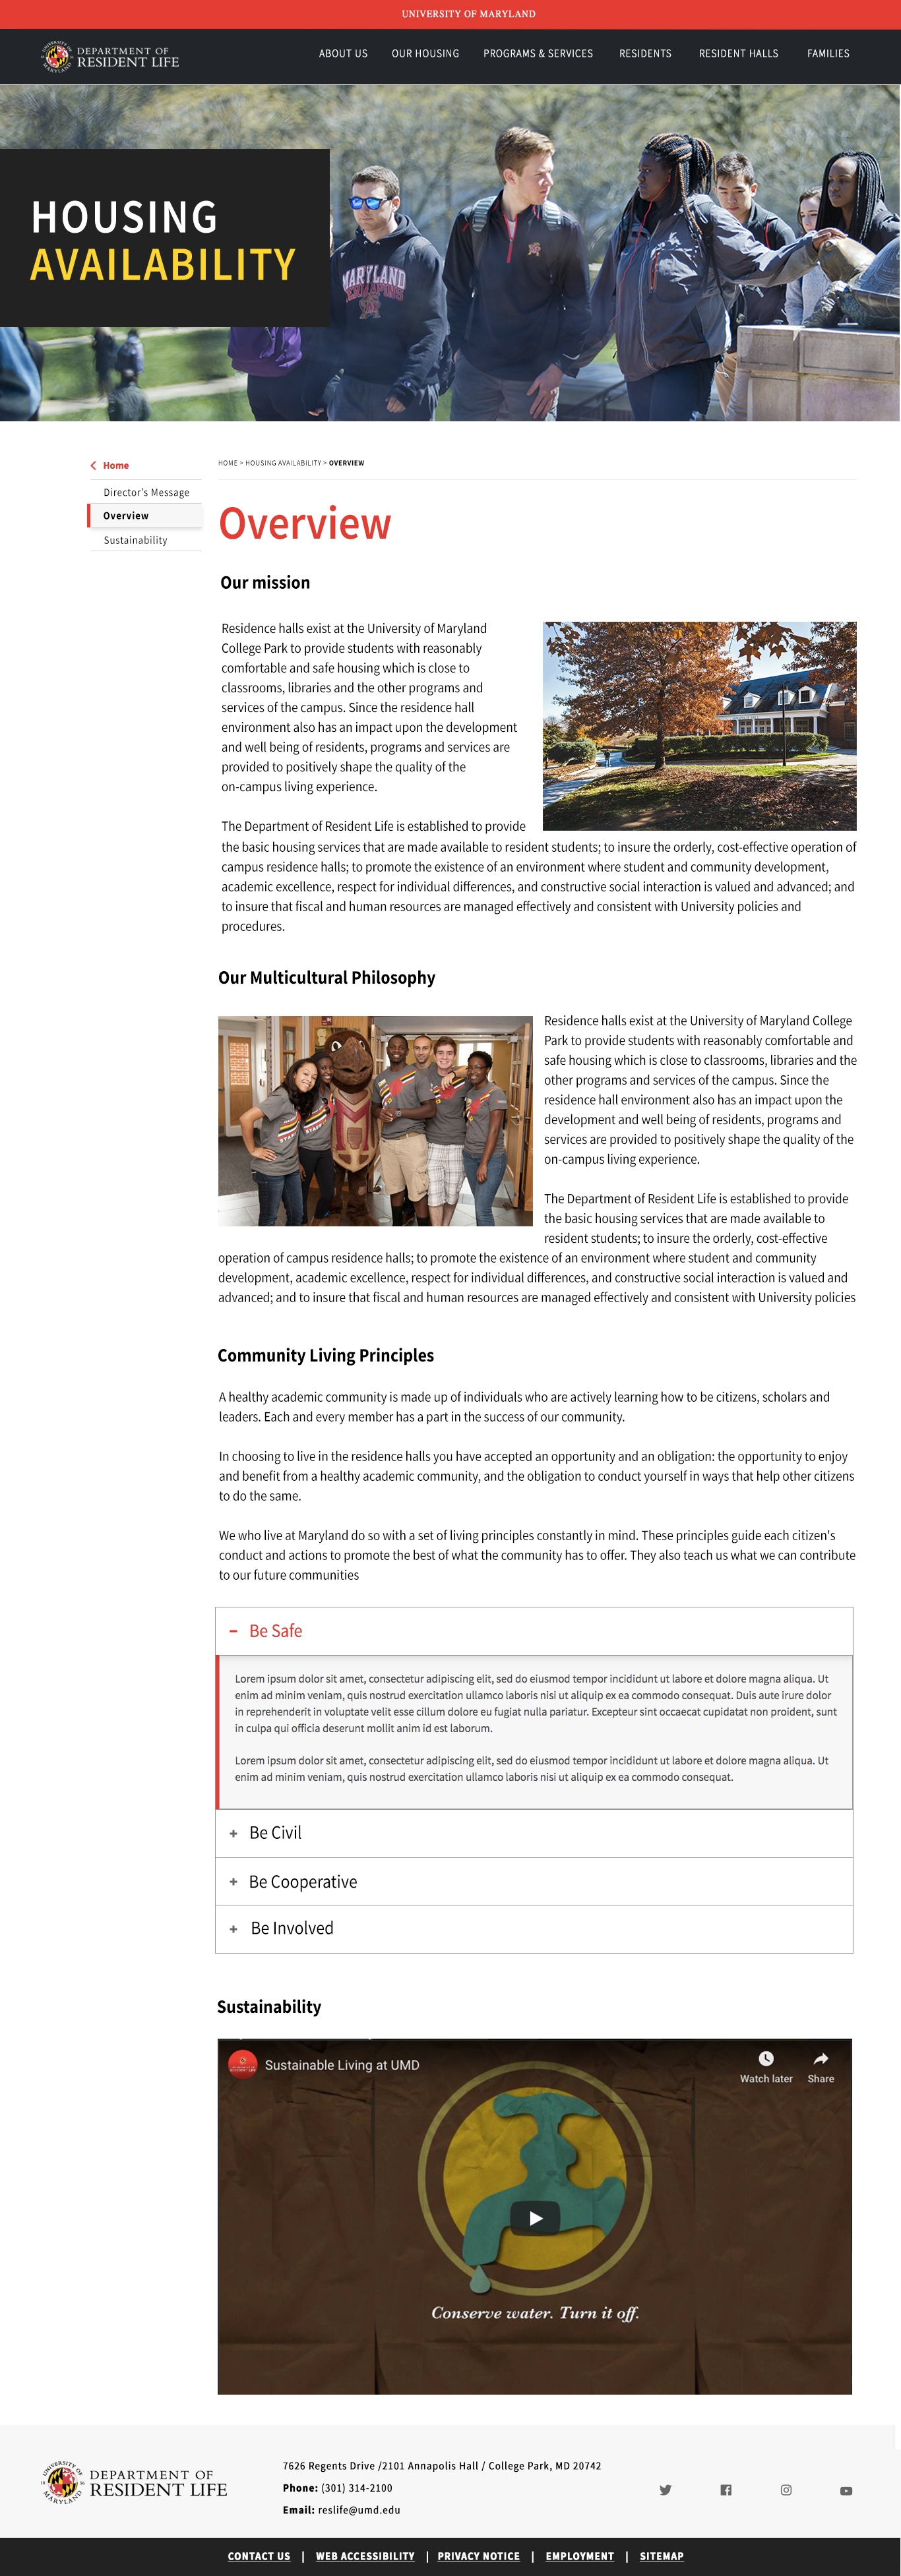 UNIVERSITY OF MARYLAND
DEPARTMENT OF
RESIDENT LIFE
ABOUT US
OUR HOUSING
PROGRAMS & SERVICES
RESIDENTS
RESIDENT HALLS
FAMILIES
HOUSING
AVAILABILITY
MARYLAND
Home
Director's Message
Overview
Sustainability
HOME > HOUSING AVAILABILITY > OVERVIEW
Overview
Our mission
Residence halls exist at the University of Maryland
College Park to provide students with reasonably
comfortable and safe housing which is close to
classrooms, libraries and the other programs and
services of the campus. Since the residence hall
environment also has an impact upon the development
and well being of residents, programs and services are
provided to positively shape the quality of the
on-campus living experience.
The Department of Resident Life is established to provide
the basic housing services that are made available to resident students; to insure the orderly, cost-effective operation of
campus residence halls; to promote the existence of an environment where student and community development,
academic excellence, respect for individual differences, and constructive social interaction is valued and advanced; and
to insure that fiscal and human resources are managed effectively and consistent with University policies and
procedures.
Our Multicultural Philosophy
Residence halls exist at the University of Maryland College
Park to provide students with reasonably comfortable and
safe housing which is close to classrooms, libraries and the
other programs and services of the campus. Since the
residence hall environment also has an impact upon the
development and well being of residents, programs and
services are provided to positively shape the quality of the
on-campus living experience.
The Department of Resident Life is established to provide
the basic housing services that are made available to
resident students; to insure the orderly, cost-effective
operation of campus residence halls; to promote the existence of an environment where student and community
development, academic excellence, respect for individual differences, and constructive social interaction is valued and
advanced; and to insure that fiscal and human resources are managed effectively and consistent with University policies
Community Living Principles
A healthy academic community is made up of individuals who are actively learning how to be citizens, scholars and
leaders. Each and every member has a part in the success of our community.
In choosing to live in the residence halls you have accepted an opportunity and an obligation: the opportunity to enjoy
and benefit from a healthy academic community, and the obligation to conduct yourself in ways that help other citizens
to do the same.
We who live at Maryland do so with a set of living principles constantly in mind. These principles guide each citizen's
conduct and actions to promote the best of what the community has to offer. They also teach us what we can contribute
to our future communities
Be Safe
Lorem ipsum dolor sit amet, consectetur adipiscing elit, sed do eiusmod tempor incididunt ut labore et dolore magna aliqua. Ut
enim ad minim veniam, quis nostrud exercitation ullamco laboris nisi ut aliquip ex ea commodo consequat. Duis aute irure dolor
in reprehenderit in voluptate velit esse cillum dolore eu fugiat nulla pariatur. Excepteur sint occaecat cupidatat non proident, sunt
in culpa qui officia deserunt mollit anim id est laborum.
Lorem ipsum dolor sit amet, consectetur adipiscing elit, sed do eiusmod tempor incididunt ut labore et dolore magna aliqua. Ut
enim ad minim veniam, quis nostrud exercitation ullamco laboris nisi ut aliquip ex ea commodo consequat.
Be Civil
Be Cooperative
Be Involved
Sustainability
Sustainable Living at UMD
Watch later
Share
Conserve water. Turn it off.
UNIVERSITY OF
MARYLAND
DEPARTMENT OF
RESIDENT LIFE
7626 Regents Drive /2101 Annapolis Hall / College Park, MD 20742
Phone: (301) 314-2100
Email: reslife@umd.edu
CONTACT US | WEB ACCESSIBILITY | PRIVACY NOTICE | EMPLOYMENT | SITEMAP